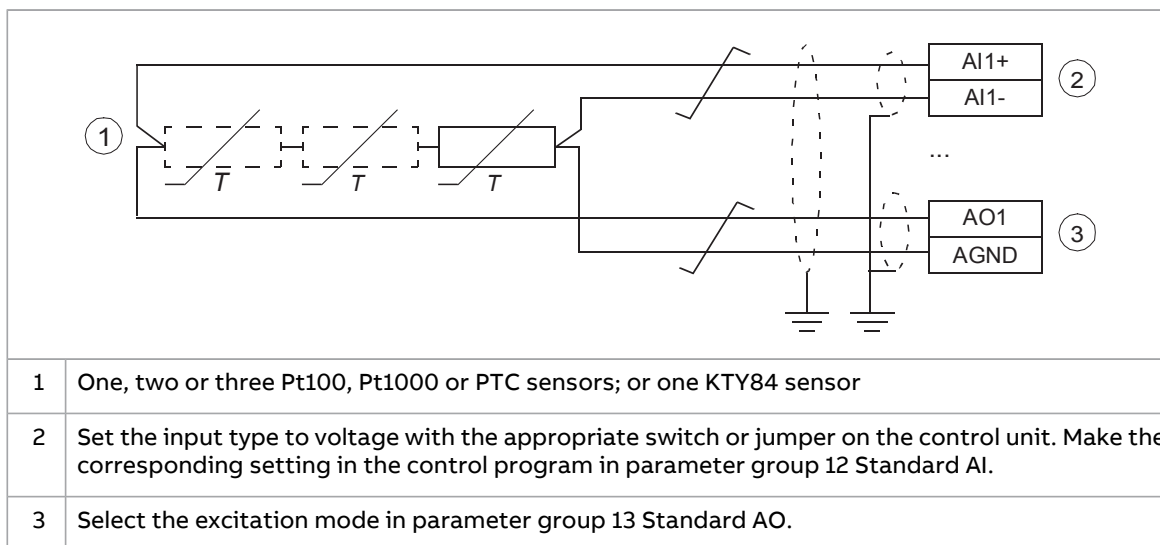 AI1+
2
AI1-
1
...
T
T
T
AO1
3
AGND
1 One, two or three Pt100, Pt1000 or PTC sensors; or one KTY84 sensor
2 Set the input type to voltage with the appropriate switch or jumper on the control unit. Make the
corresponding setting in the control program in parameter group 12 Standard AI.
3 Select the excitation mode in parameter group 13 Standard AO.